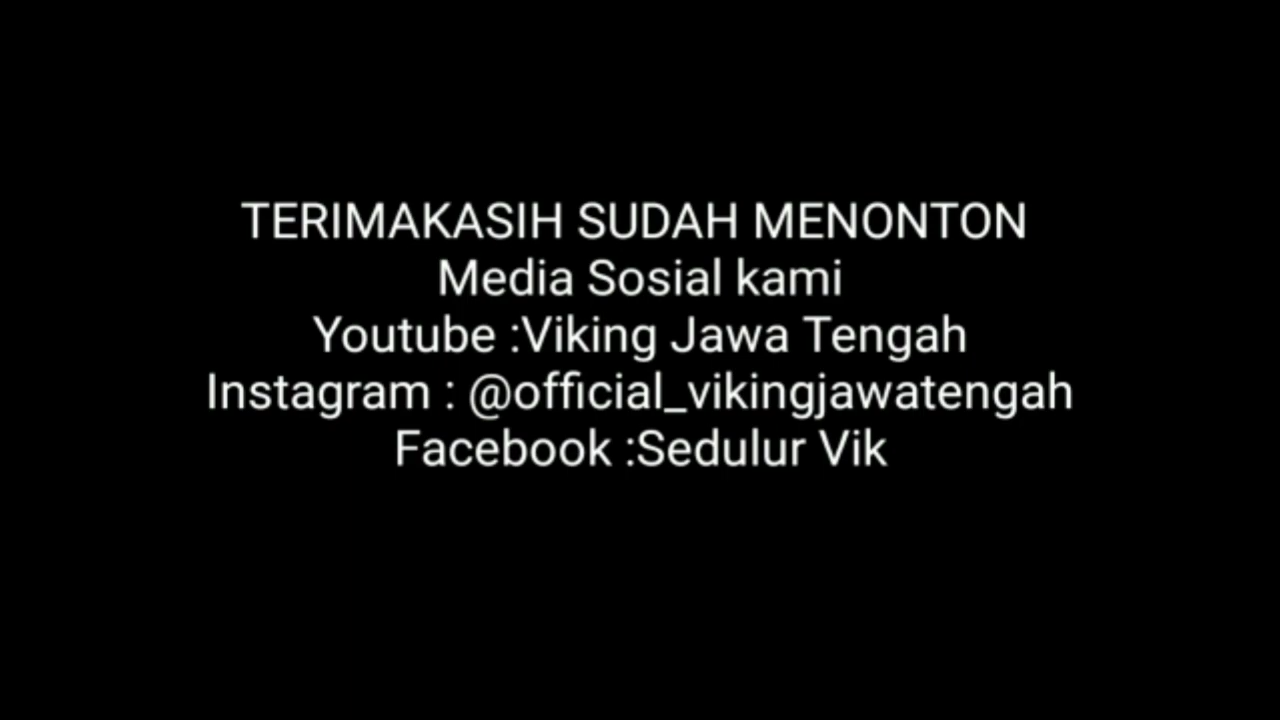 TERIMAKASIH SUDAH MENONTON
Media Sosial kami
Youtube :Viking Jawa Tengah
Instagram : @official_vikingjawatengah
Facebook :Sedulur Vik